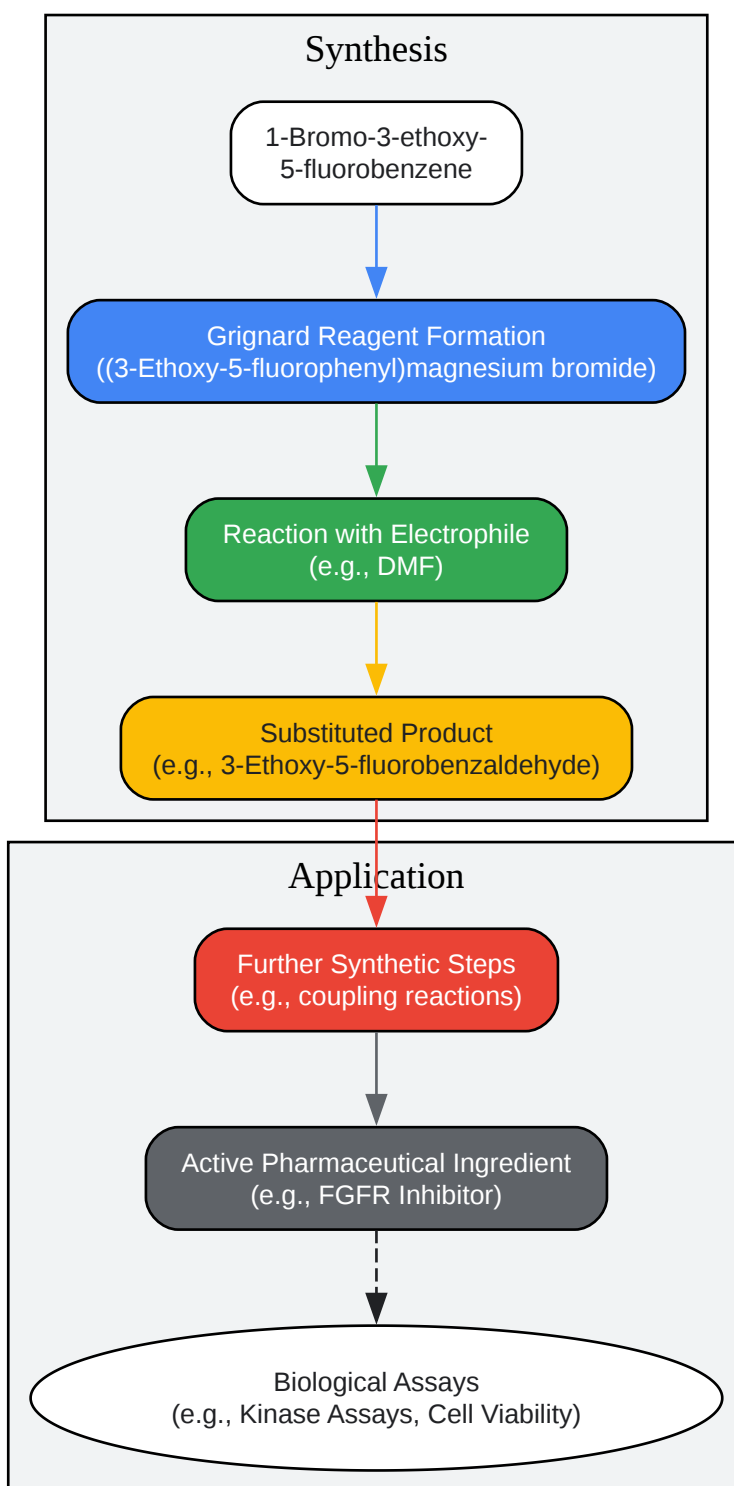 Synthesis
1-Bromo-3-ethoxy-
5-fluorobenzene
Grignard Reagent Formation
((3-Ethoxy-5-fluorophenyl)magnesium bromide)
Reaction with Electrophile
(e.g., DMF)
Substituted Product
(e.g., 3-Ethoxy-5-fluorobenzaldehyde)
Application
Further Synthetic Steps
(e.g., coupling reactions)
Active Pharmaceutical Ingredient
(e.g., FGFR Inhibitor)
Biological Assays
(e.g., Kinase Assays, Cell Viability)